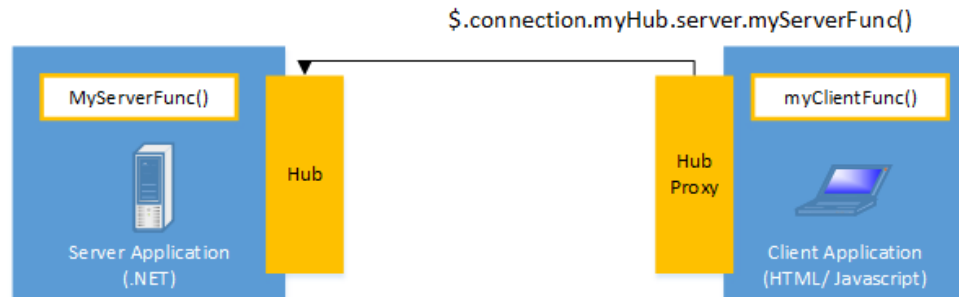 $.connection.myHub.server.myServerFunc()
MyServerFunc()
myClientFunc()
Hub
Hub
Proxy
Server Application
(.NET)
Client Application
(HTML/ Javascript)